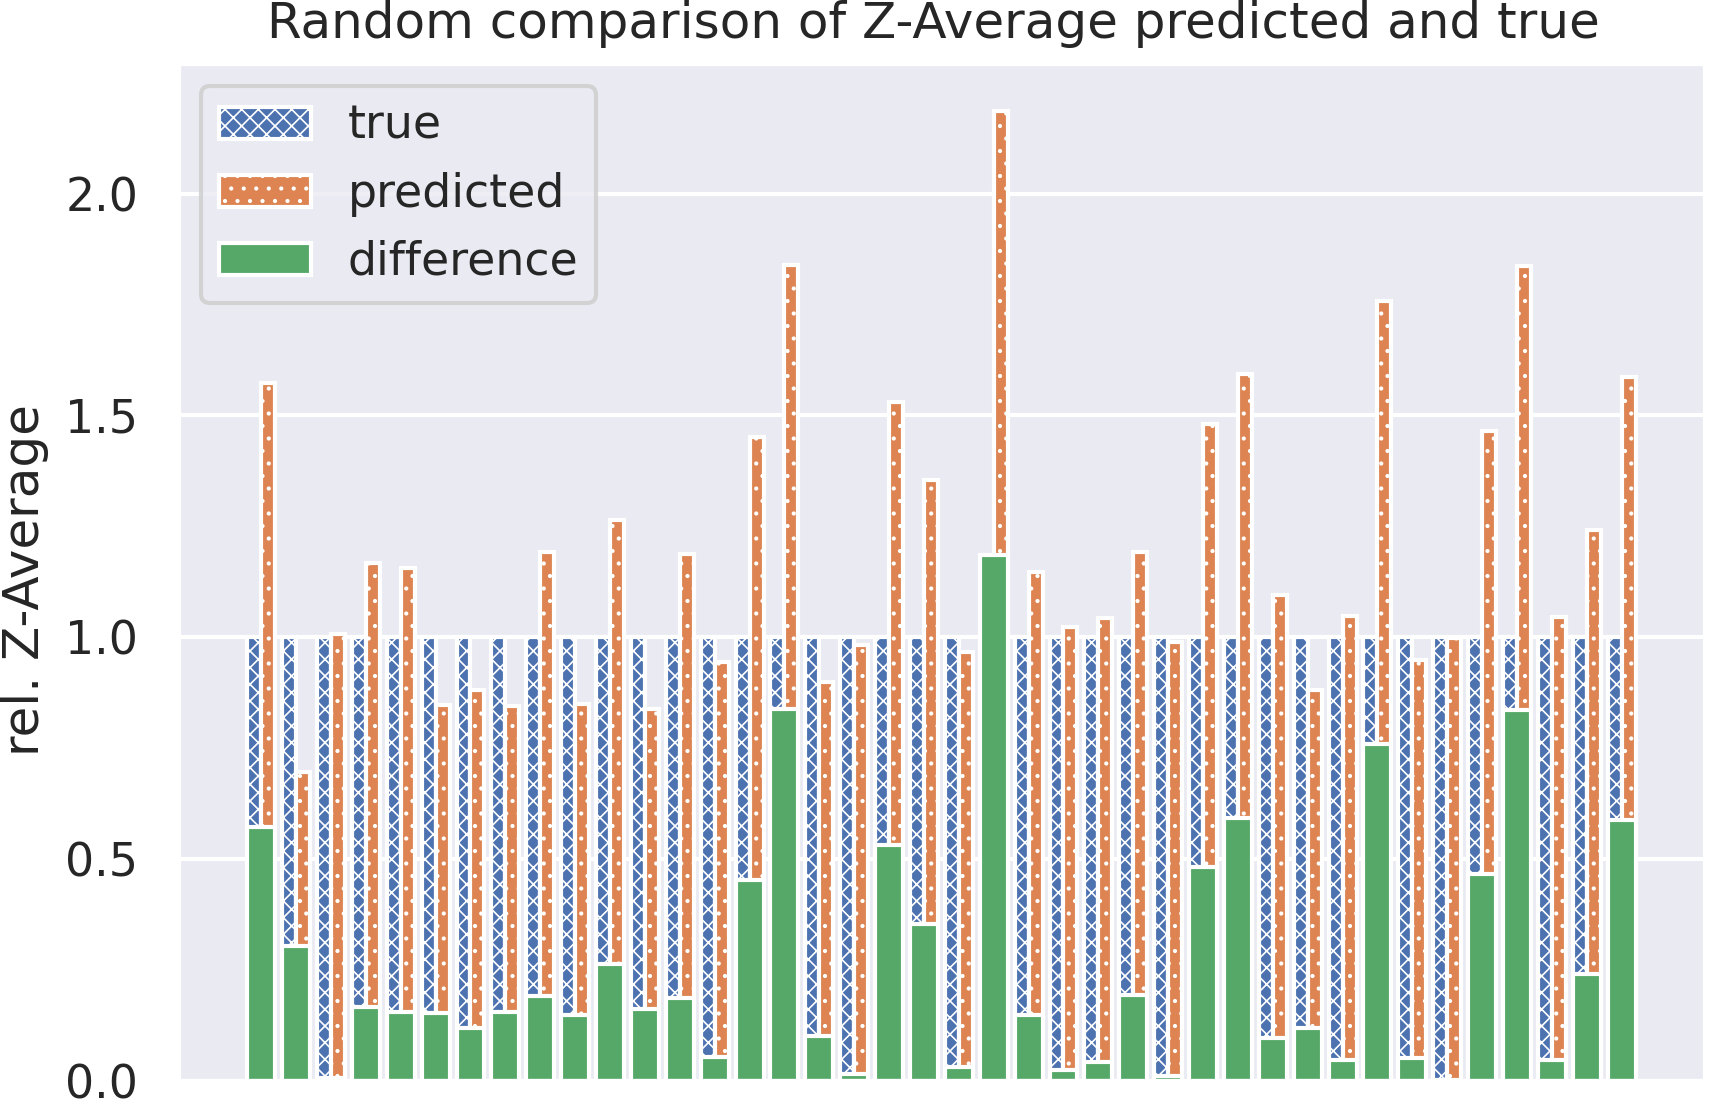 Random comparison of Z-Average predicted and true
true
predicted
difference
2.0
1.5
1.0
0.5
0.0
rel. Z-Average